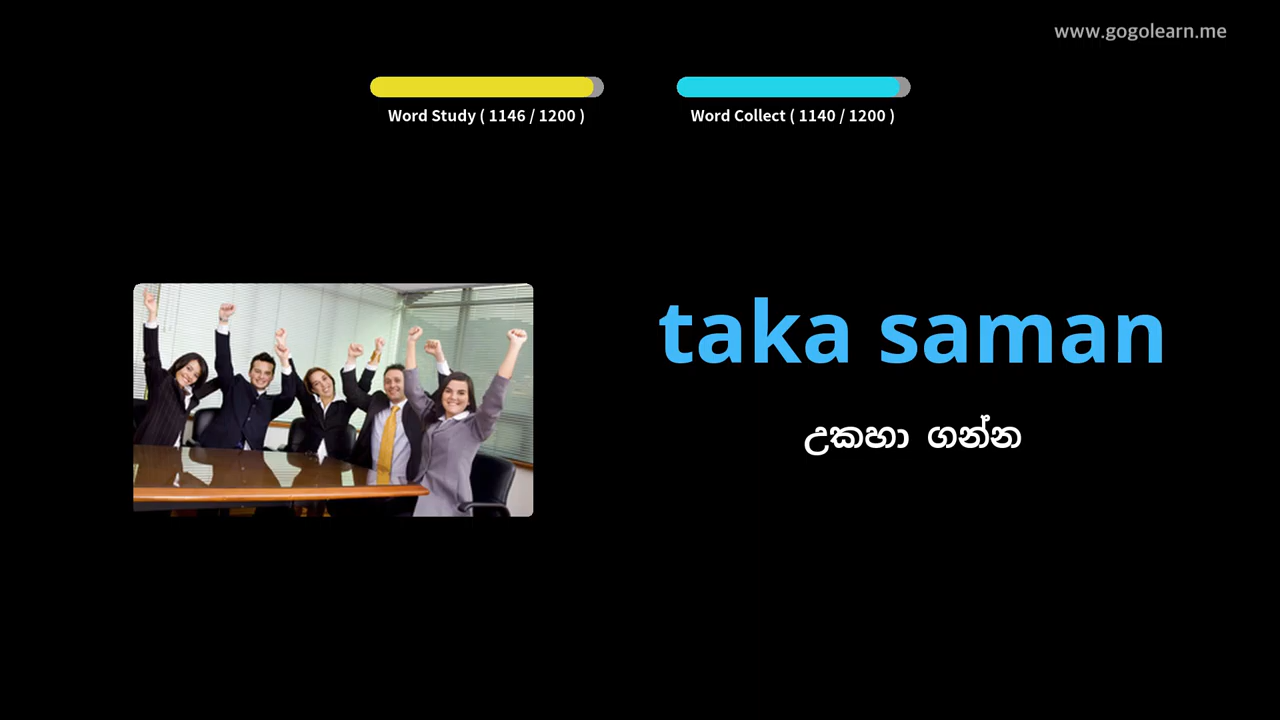 www.gogolearn.me
Word Study ( 1146 / 1200 )
Word Collect ( 1140 / 1200 )
taka saman
උකහා ගන්න